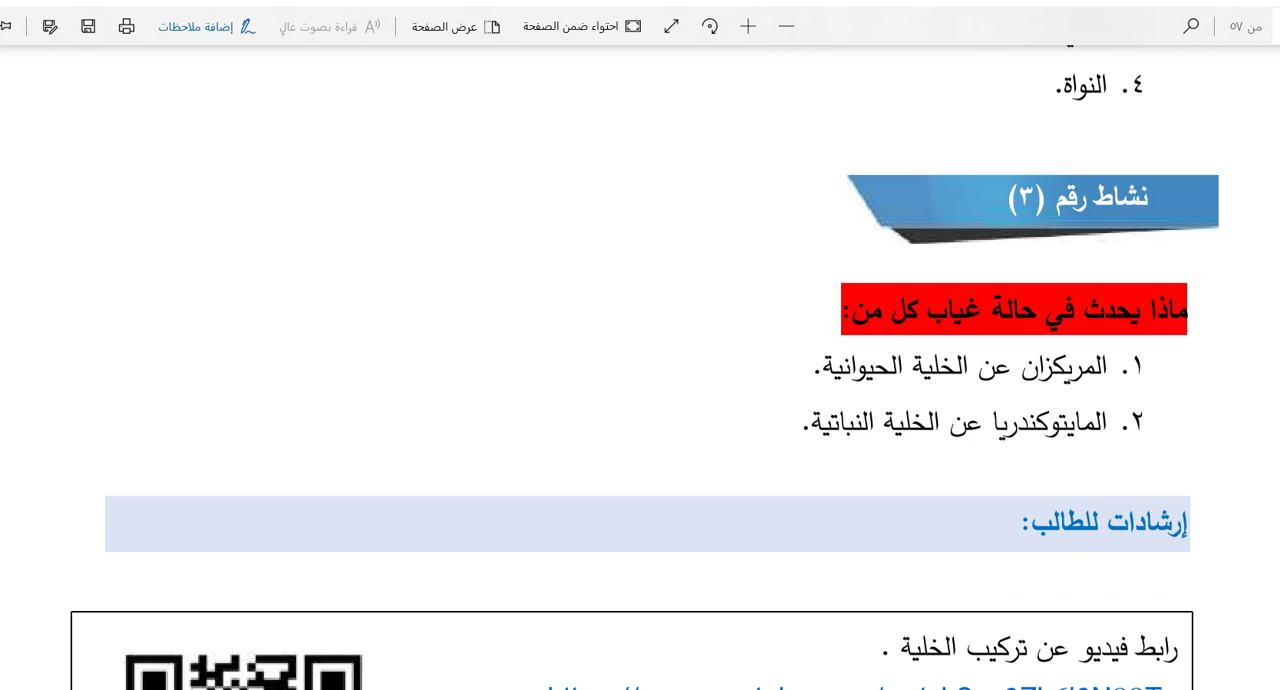 من ٥٧
احتواء ضمن الصفحة
عرض الصفحة
قراءة بصوت عالٍ
إضافة ملاحظات
٤. النواة.
نشاط رقم (٣)
ماذا يحدث في حالة غياب كل من:
١. المريكزان عن الخلية الحيوانية.
٢. المايتوكندريا عن الخلية النباتية.
إرشادات للطالب:
رابط فيديو عن تركيب الخلية .